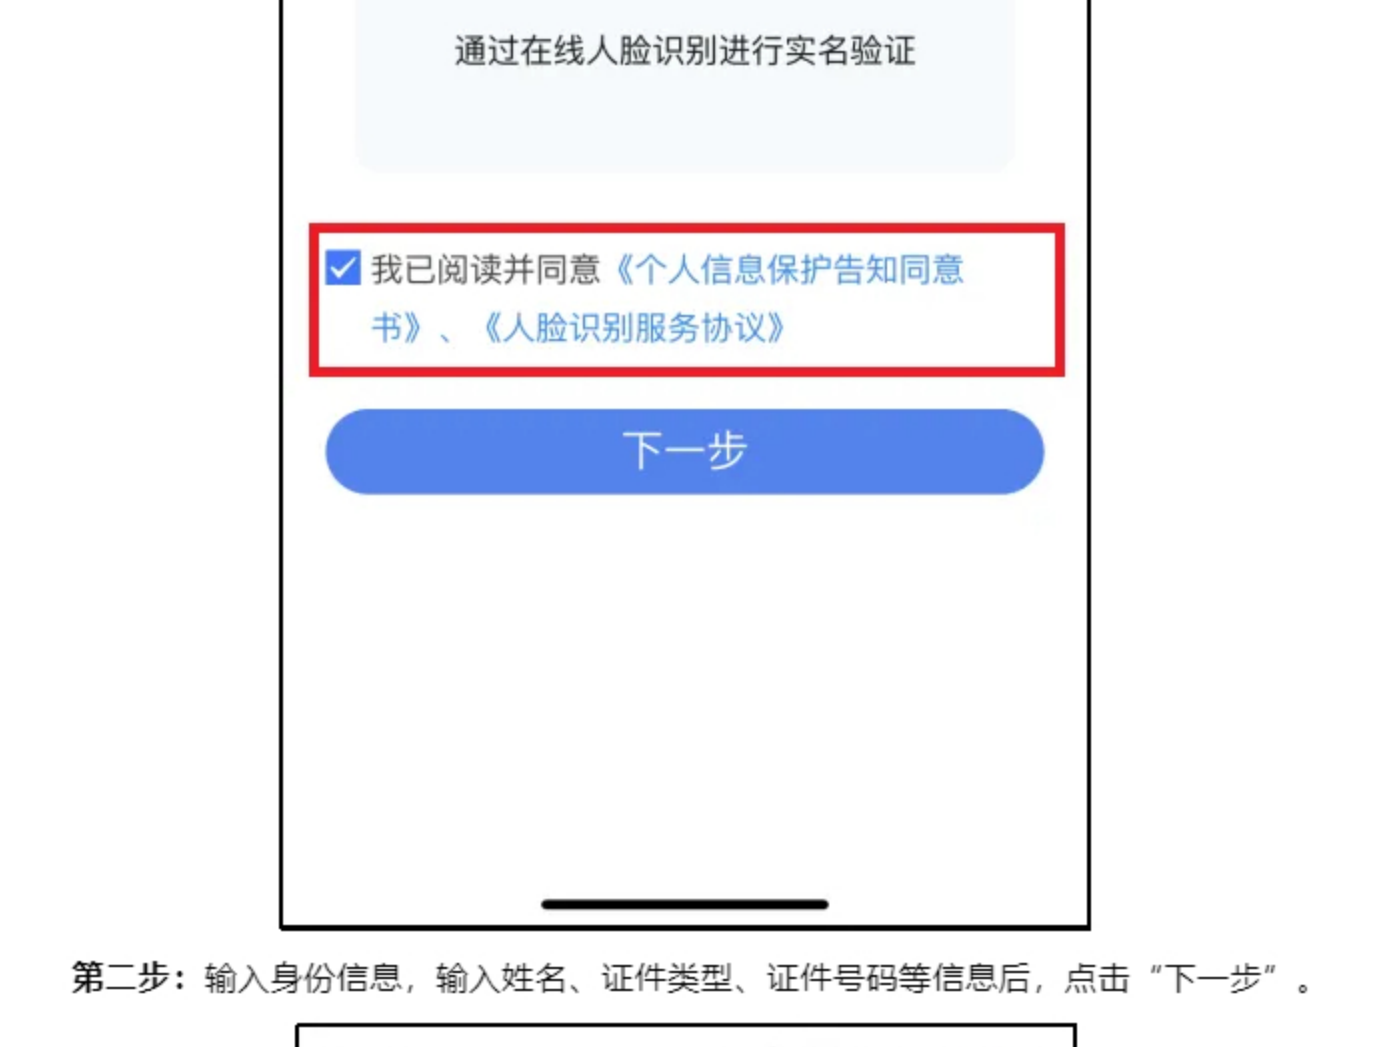 通过在线人脸识别进行实名验证
我已阅读并同意《个人信息保护告知同意
书》、《人脸识别服务协议》
下一步
第二步：输入身份信息，输入姓名、证件类型、证件号码等信息后，点击“下一步”。